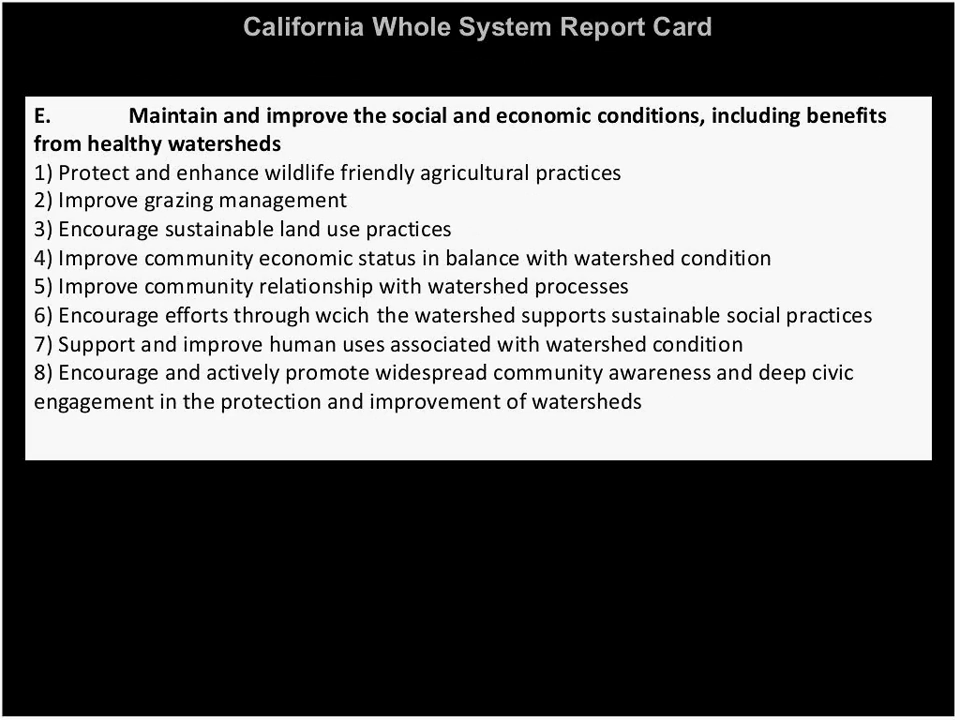 California Whole System Report Card
E. Maintain and improve the social and economic conditions, including benefits
from healthy watersheds
1) Protect and enhance wildlife friendly agricultural practices
2) Improve grazing management
3) Encourage sustainable land use practices
4) Improve community economic status in balance with watershed condition
5) Improve community relationship with watershed processes
6) Encourage efforts through wcich the watershed supports sustainable social practices
7) Support and improve human uses associated with watershed condition
8) Encourage and actively promote widespread community awareness and deep civic
engagement in the protection and improvement of watersheds